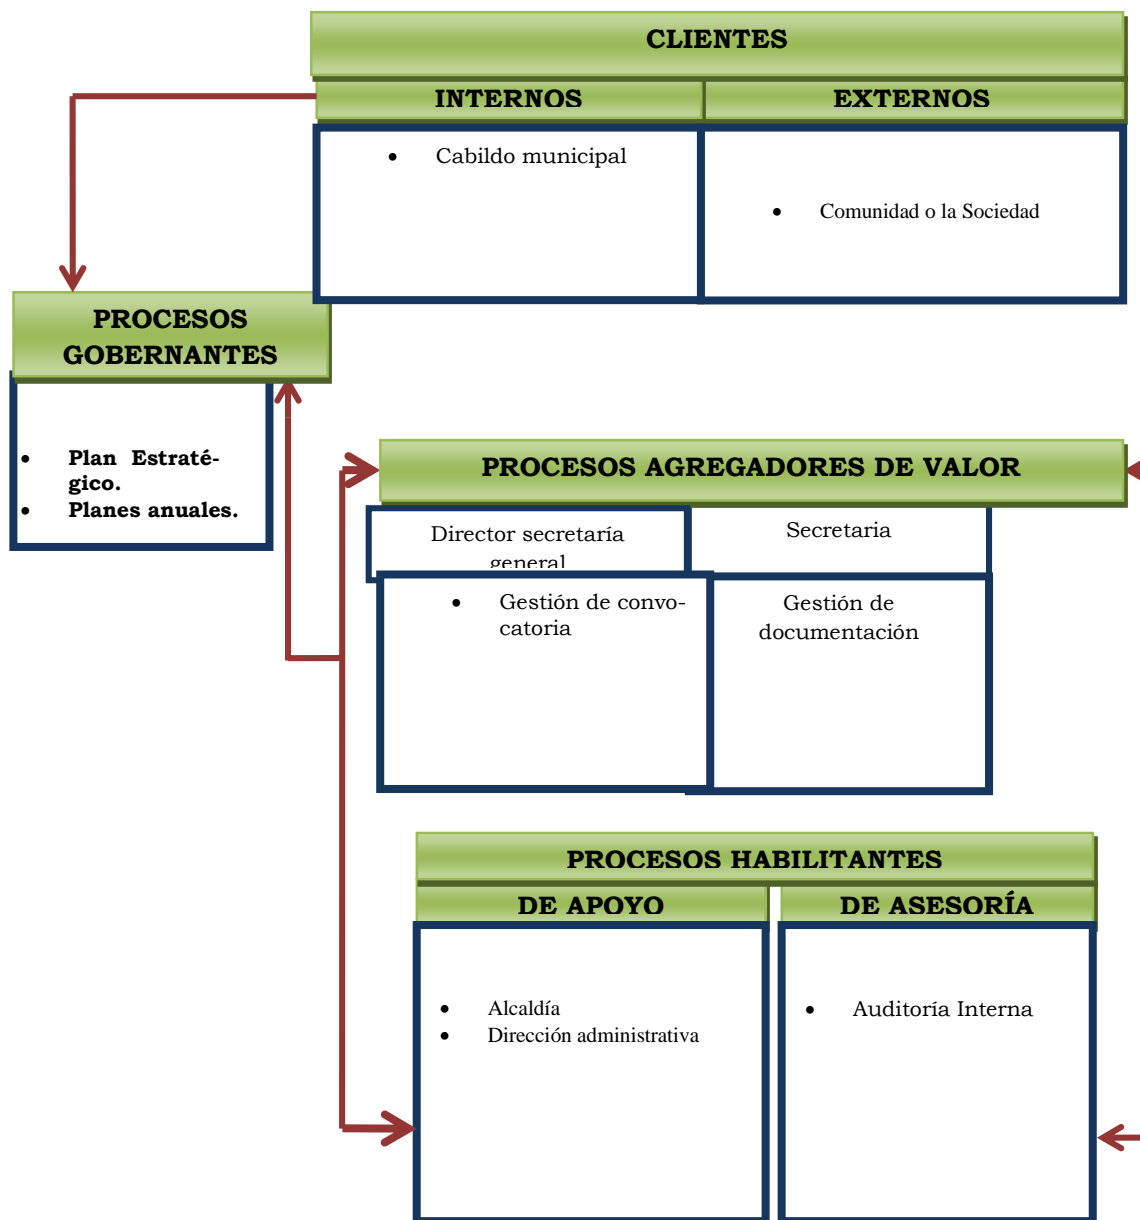 CLIENTES
INTERNOS
EXTERNOS
• Cabildo municipal
• Comunidad o la Sociedad
PROCESOS
GOBERNANTES
• Plan Estraté-
gico.
• Planes anuales.
PROCESOS AGREGADORES DE VALOR
Director secretaría
general
Secretaria
• Gestión de convo-
catoria
Gestión de
documentación
PROCESOS HABILITANTES
DE APOYO
DE ASESORÍA
• Alcaldía
• Dirección administrativa
• Auditoría Interna